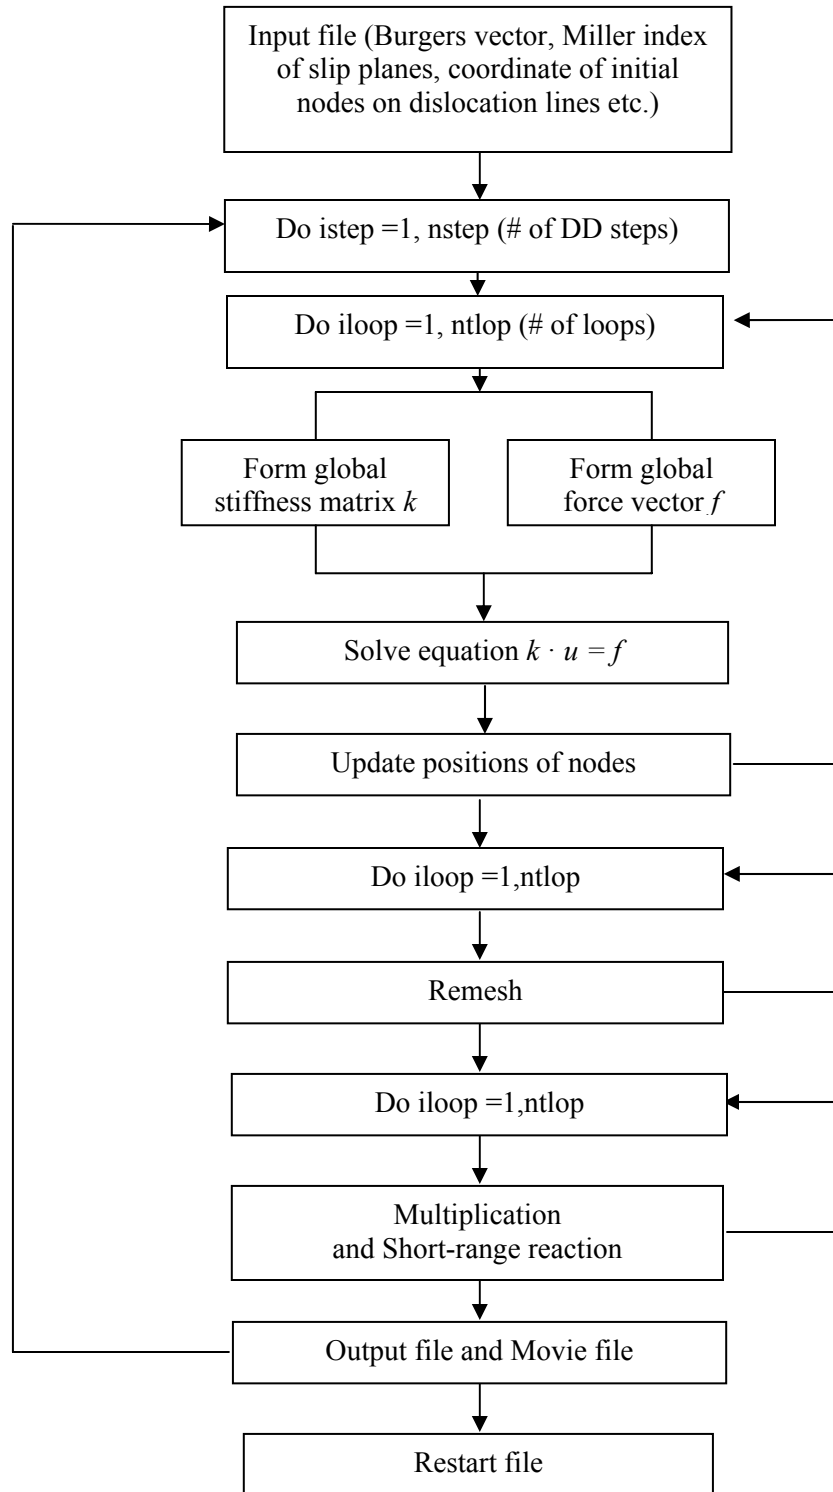 Input file (Burgers vector, Miller index
of slip planes, coordinate of initial
nodes on dislocation lines etc.)
Do istep =1, nstep (# of DD steps)
Do iloop =1, ntlop (# of loops)
Form global
stiffness matrix k
Form global
force vector f
Solve equation k · u = f
Update positions of nodes
Do iloop =1,ntlop
Remesh
Do iloop =1,ntlop
Multiplication
and Short-range reaction
Output file and Movie file
Restart file